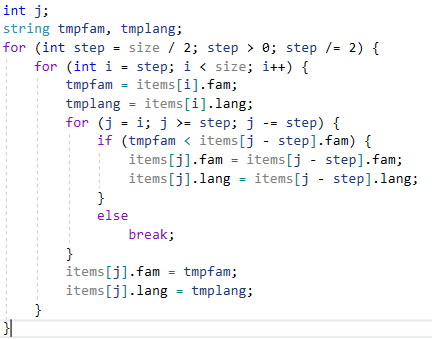 int j;
string tmpfam, tmplang;
for (int step = size / 2; step > 0; step /= 2) {
    for (int i = step; i < size; i++) {
        tmpfam = items[i].fam;
        tmplang = items[i].lang;
        for (j = i; j >= step; j -= step) {
            if (tmpfam < items[j - step].fam) {
                items[j].fam = items[j - step].fam;
                items[j].lang = items[j - step].lang;
            }
            else
                break;
        }
        items[j].fam = tmpfam;
        items[j].lang = tmplang;
    }
}